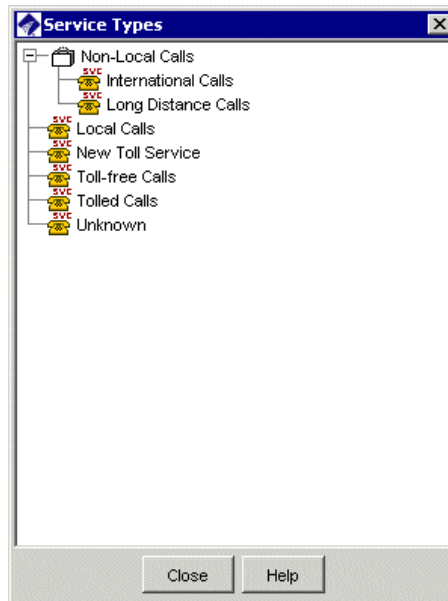 Service Types
Non-Local Calls
SVC International Calls
SVC Long Distance Calls
SVC Local Calls
SVC New Toll Service
SVC Toll-free Calls
SVC Tolled Calls
SVC Unknown
Close Help